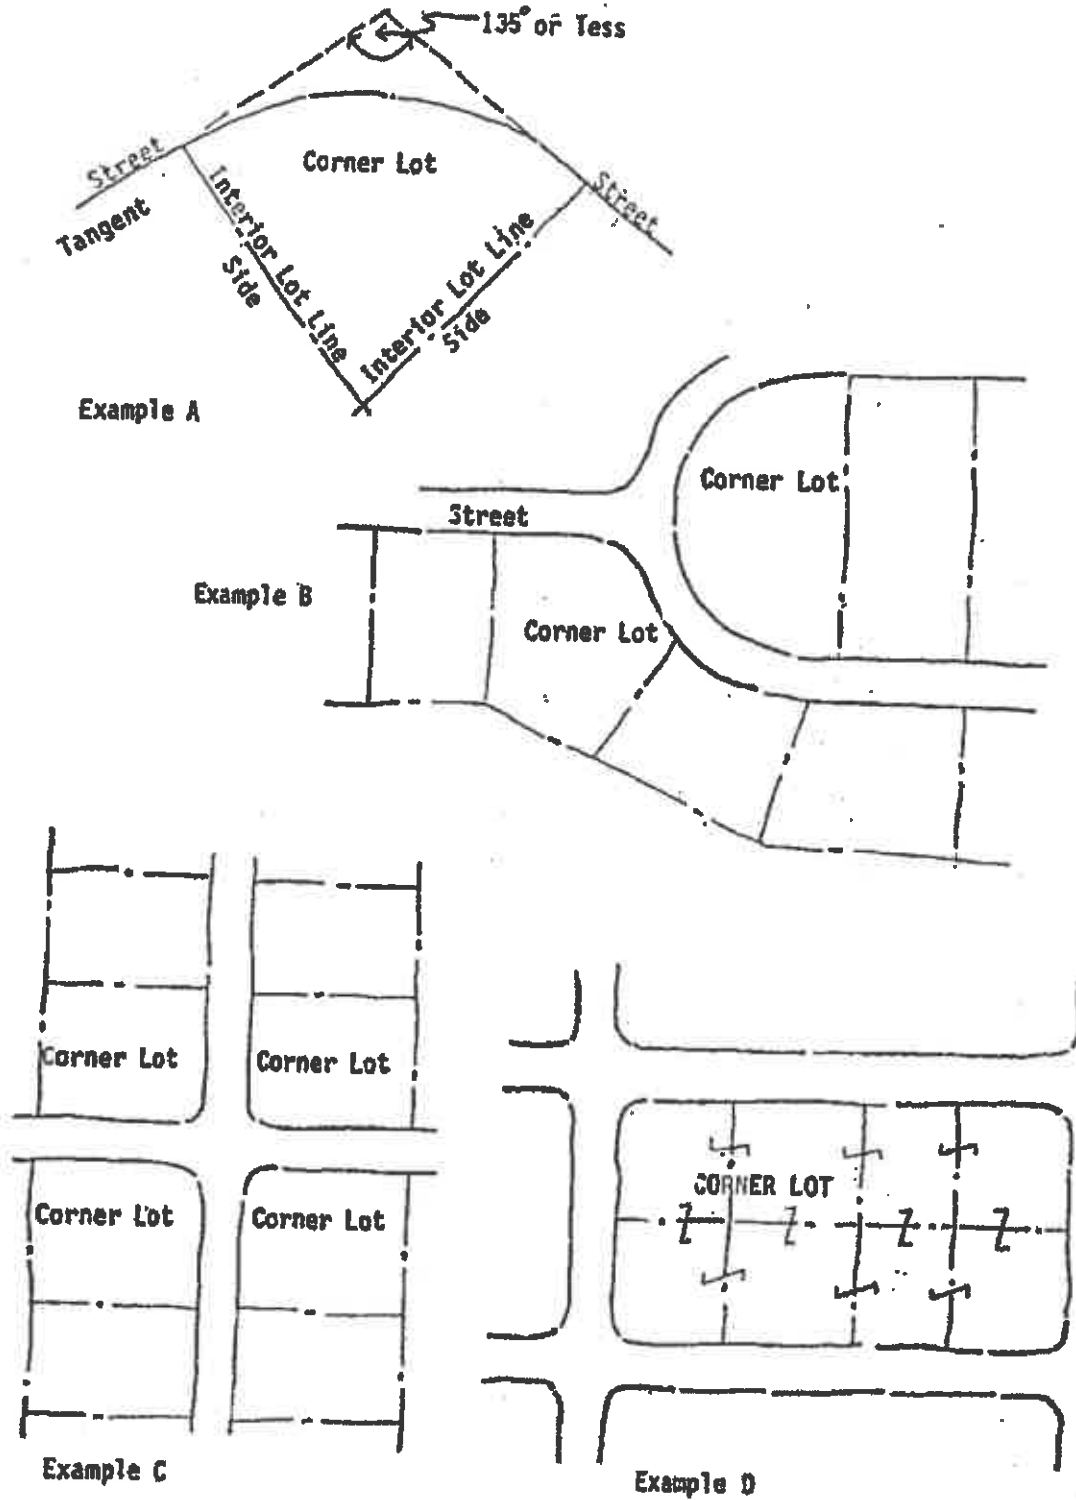 135° or less
Corner Lot
Street
Tangent
Interior Lot Line
Side
Interior Lot Line
Side
Street
Example A
Corner Lot
Street
Example B
Corner Lot
Corner Lot
Corner Lot
Corner Lot
Corner Lot
Example C
CORNER LOT
Example D